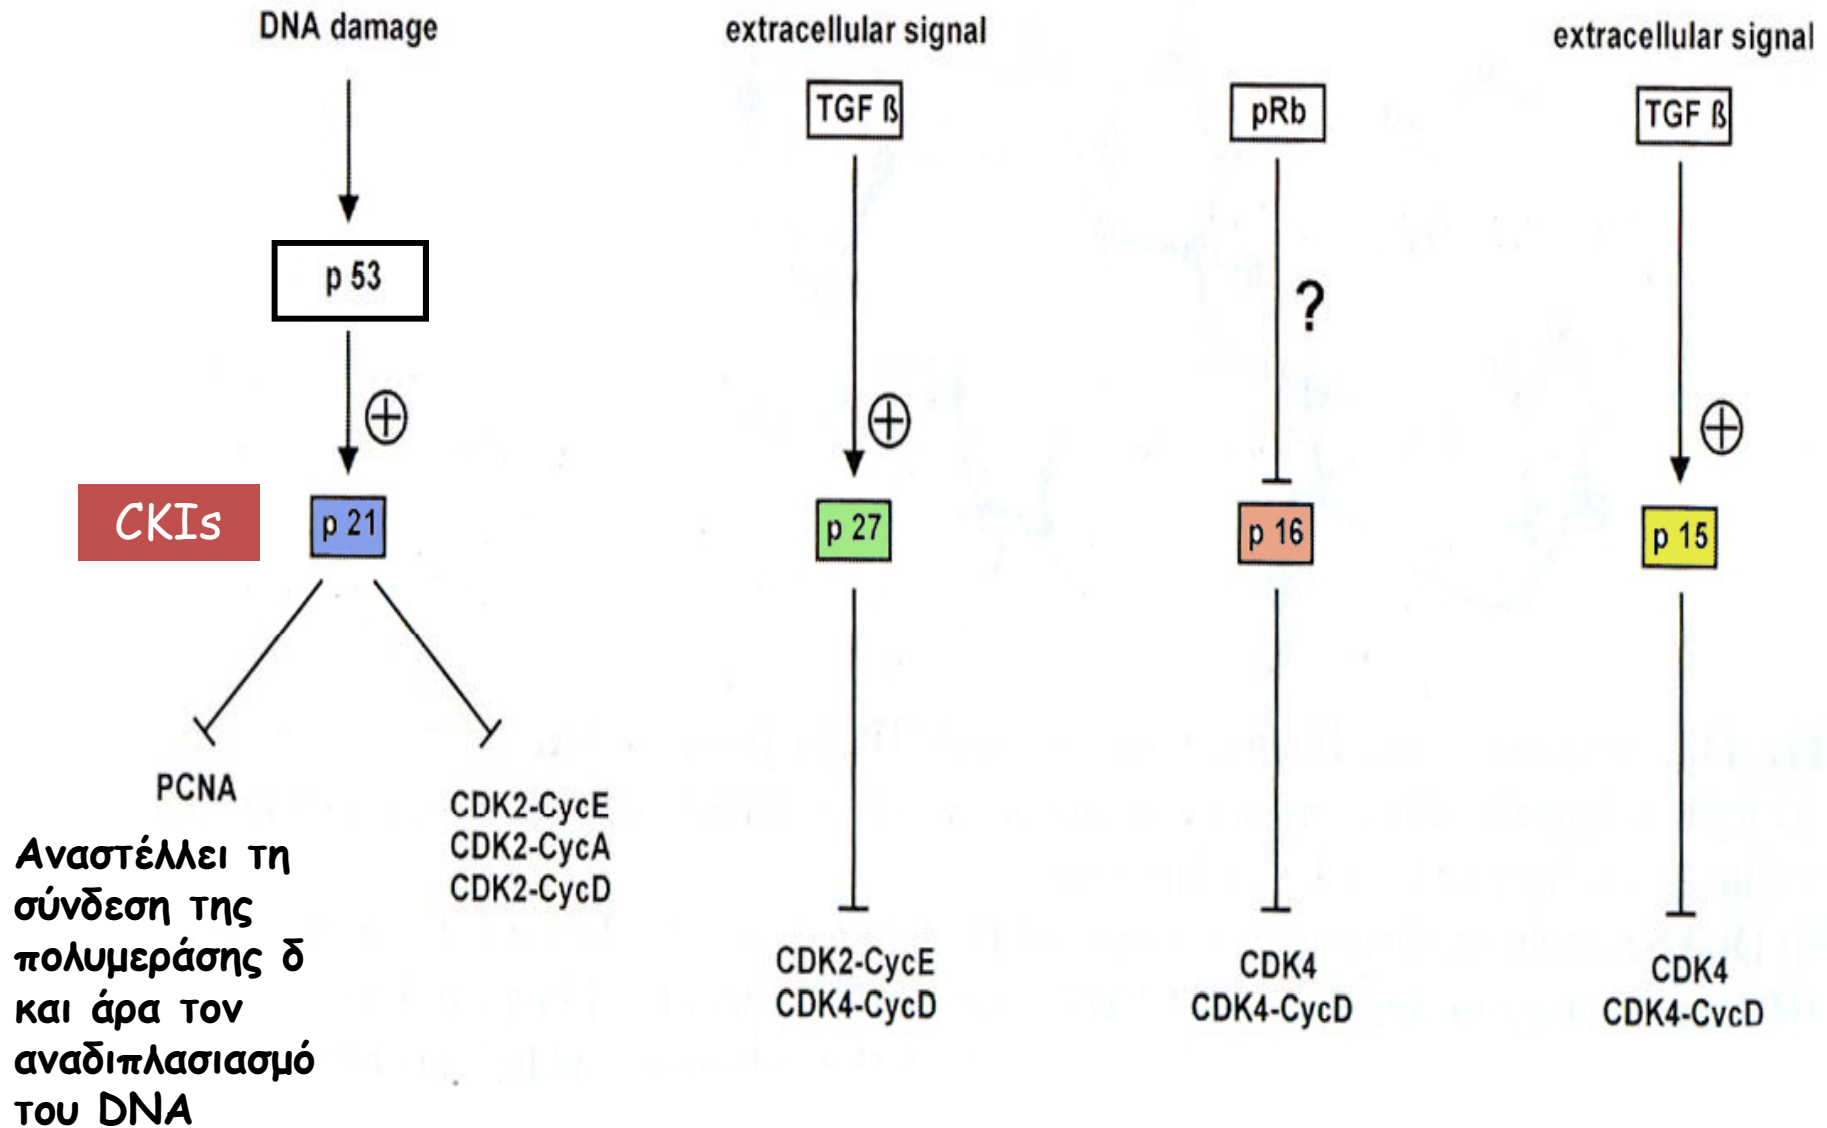 DNA damage
extracellular signal
extracellular signal
TGF ß
pRb
TGF ß
p 53
?
CKIs
p 21
p 27
p 16
p 15
PCNA
CDK2-CycE
CDK2-CycA
CDK2-CycD
CDK2-CycE
CDK4-CycD
CDK4
CDK4-CycD
CDK4
CDK4-CvcD
Αναστέλλει τη
σύνδεση της
πολυμεράσης δ
και άρα τον
αναδιπλασιασμό
του DNA